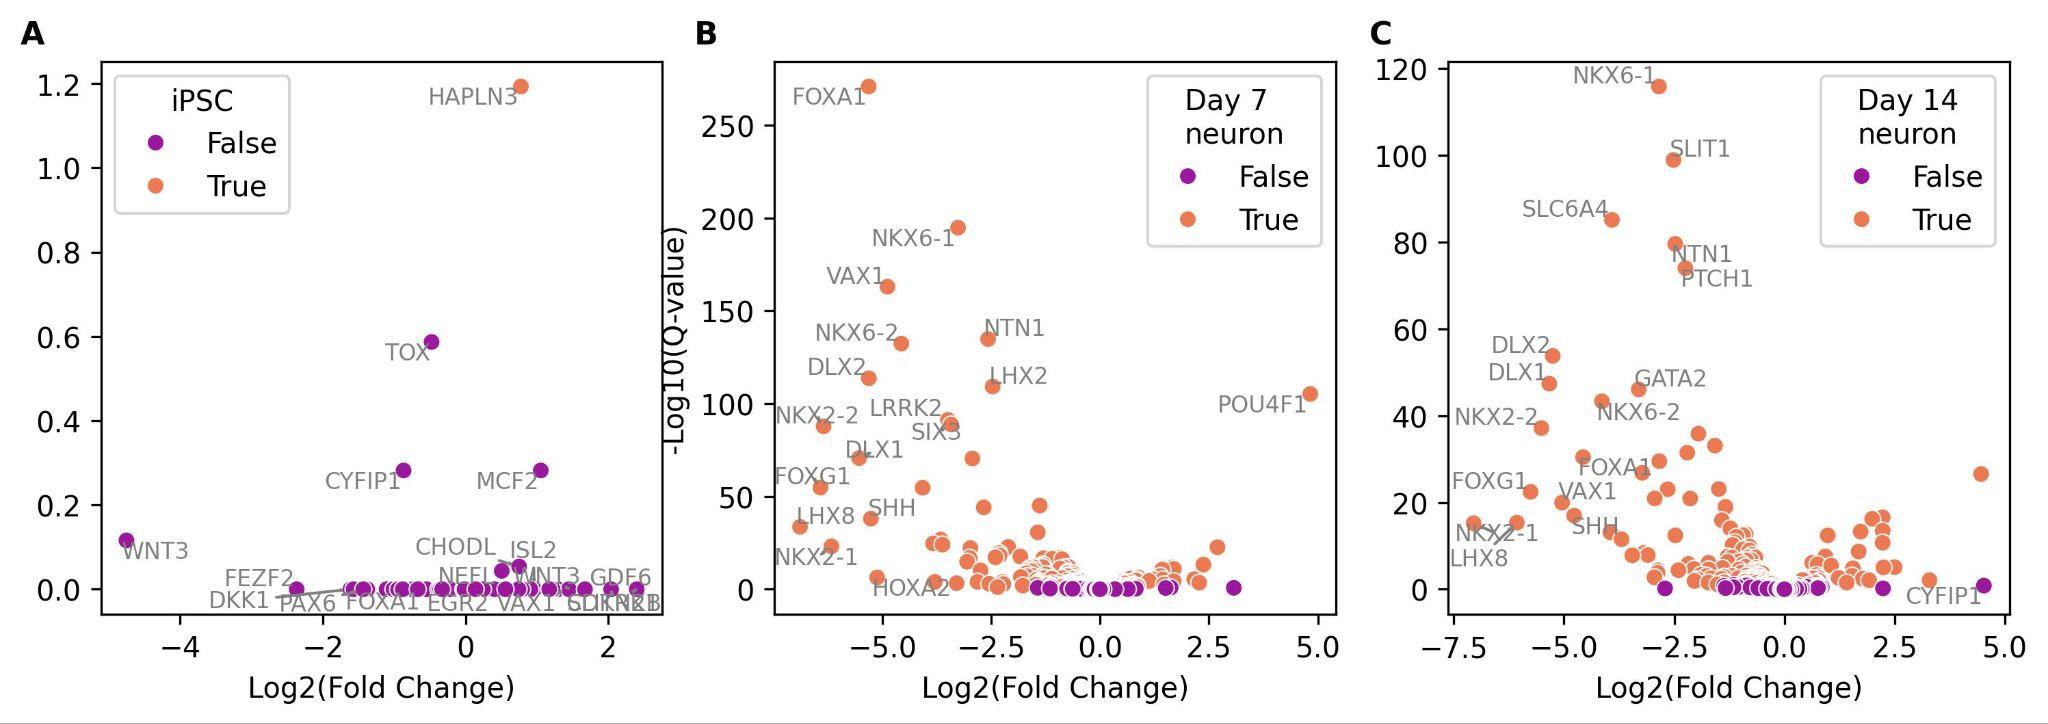 A
B
C
iPSC
False
True
1.2
1.0
0.8
0.6
0.4
0.2
0.0
HAPLN3
TOX
CYFIP1
MCF2
WNT3
CHODL
ISL2
FEZF2
WNT3
GDF6
DKK1
PAX6
FOXA1
EGR2
VAX1
−4
−2
0
2
Log2(Fold Change)
-Log10(Q-value)
Day 7
neuron
False
True
250
200
150
100
50
0
FOXA1
NKX6-1
VAX1
NKX6-2
NTN1
DLX2
LHX2
POU4F1
NKX2-2
LRRK2
SIX3
DLX1
FOXG1
SHH
LHX8
NKX2-1
HOXA2
−5.0
−2.5
0.0
2.5
5.0
Log2(Fold Change)
Day 14
neuron
False
True
120
100
80
60
40
20
0
NKX6-1
SLIT1
SLC6A4
NTN1
PTCH1
DLX2
DLX1
GATA2
NKX6-2
NKX2-2
FOXA1
FOXG1
VAX1
SHH
NKX2-1
LHX8
CYFIP1
−7.5
−5.0
−2.5
0.0
2.5
5.0
Log2(Fold Change)